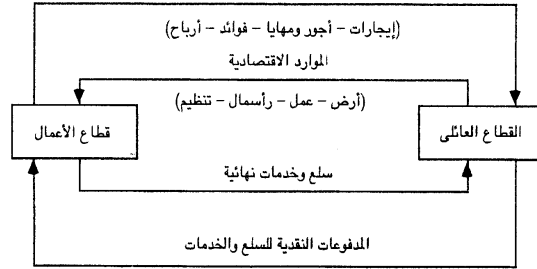 (إيجارات – أجور ومهايا – فوائد – أرباح)
الموارد الاقتصادية
(أرض – عمل – رأسمال – تنظيم)
القطاع العائلى
قطاع الأعمال
سلع وخدمات نهائية
المدفوعات النقدية للسلع والخدمات